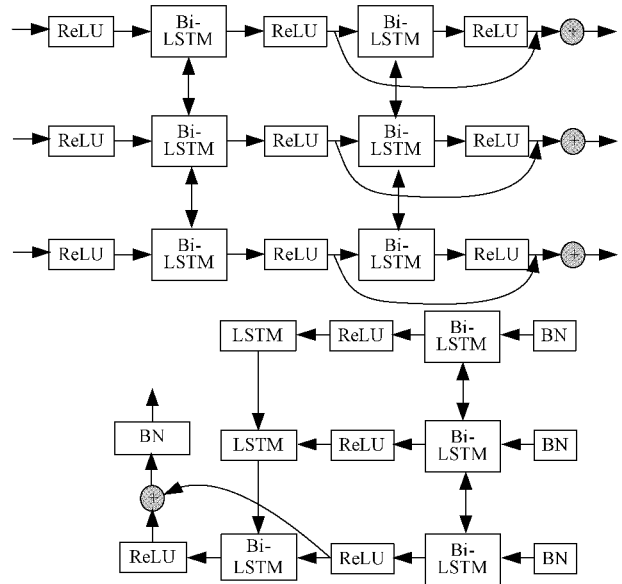 ReLU Bi- ReLU Bi- ReLU +
LSTM LSTM
ReLU Bi- ReLU Bi- ReLU +
LSTM LSTM
ReLU Bi- ReLU Bi- ReLU +
LSTM LSTM
LSTM ReLU Bi- BN
LSTM
BN LSTM ReLU Bi- BN
LSTM
+
ReLU Bi- ReLU Bi- BN
LSTM LSTM